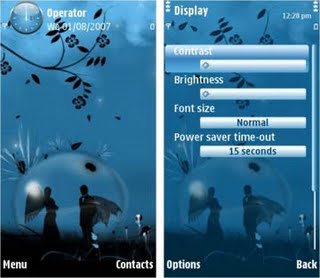 Operator
We 01/08/2007
Menu
Contacts
Display
12:28 pm
Contrast
Brightness
Font size
Normal
Power saver time-out
15 seconds
Options
Back